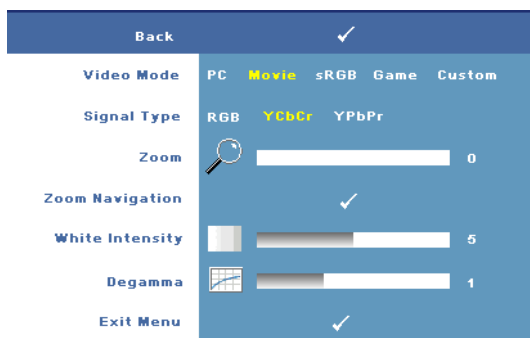 Back
Video Mode PC Movie sRGB Game Custom
Signal Type RGB YCbCr YPbPr
Zoom 0
Zoom Navigation
White Intensity 5
Degamma 1
Exit Menu